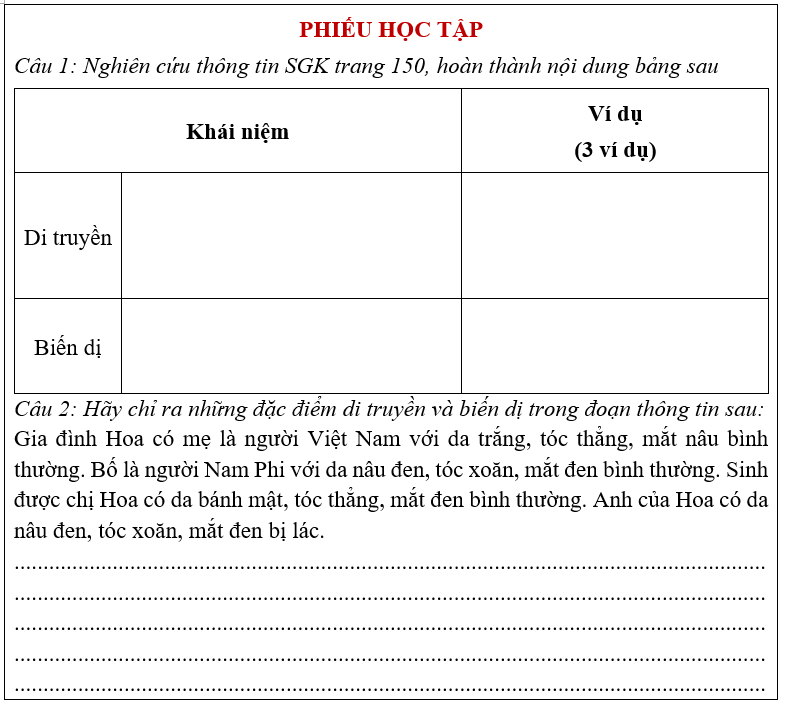 PHIẾU HỌC TẬP
Câu 1: Nghiên cứu thông tin SGK trang 150, hoàn thành nội dung bảng sau
Khái niệm
Ví dụ
(3 ví dụ)
Di truyền
Biến dị
Câu 2: Hãy chỉ ra những đặc điểm di truyền và biến dị trong đoạn thông tin sau:
Gia đình Hoa có mẹ là người Việt Nam với da trắng, tóc thẳng, mắt nâu bình
thường. Bố là người Nam Phi với da nâu đen, tóc xoăn, mắt đen bình thường. Sinh
được chị Hoa có da bánh mật, tóc thẳng, mắt đen bình thường. Anh của Hoa có da
nâu đen, tóc xoăn, mắt đen bị lác.